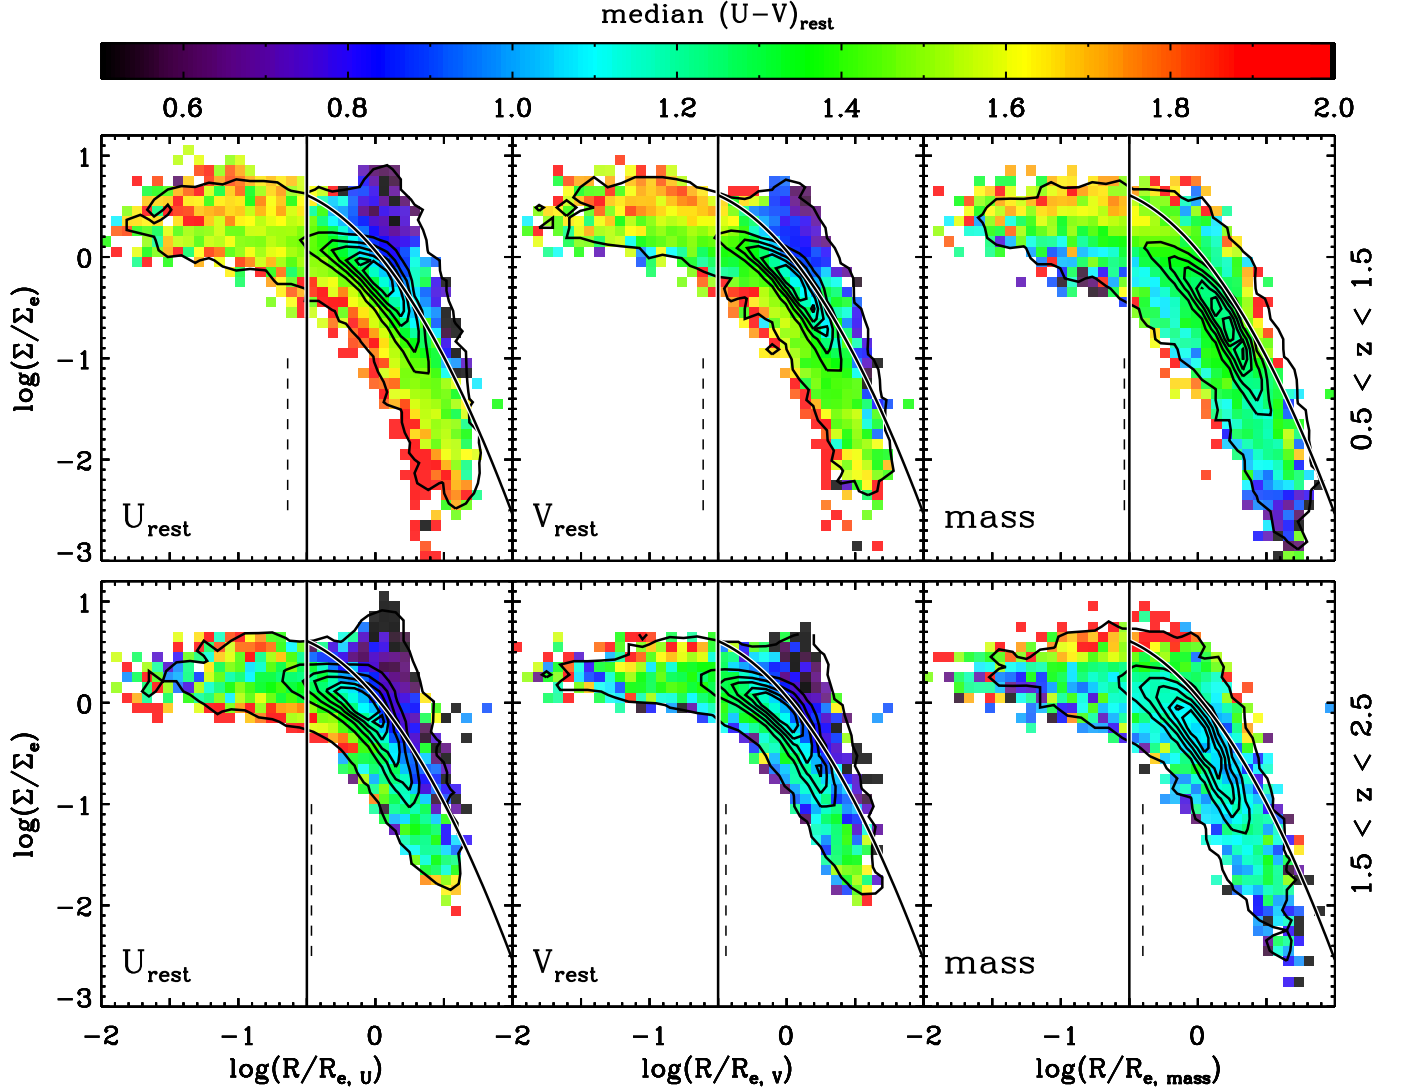 median (U−V)rest
0.6 0.8 1.0 1.2 1.4 1.6 1.8 2.0
1
0
−1
−2
−3
log(Σ/Σe)
Urest
Vrest
mass
0.5 < z < 1.5
1
0
−1
−2
−3
log(Σ/Σe)
Urest
Vrest
mass
1.5 < z < 2.5
−2 −1 0 −2 −1 0 −2 −1 0 1
log(R/Re, U)
log(R/Re, V)
log(R/Re, mass)